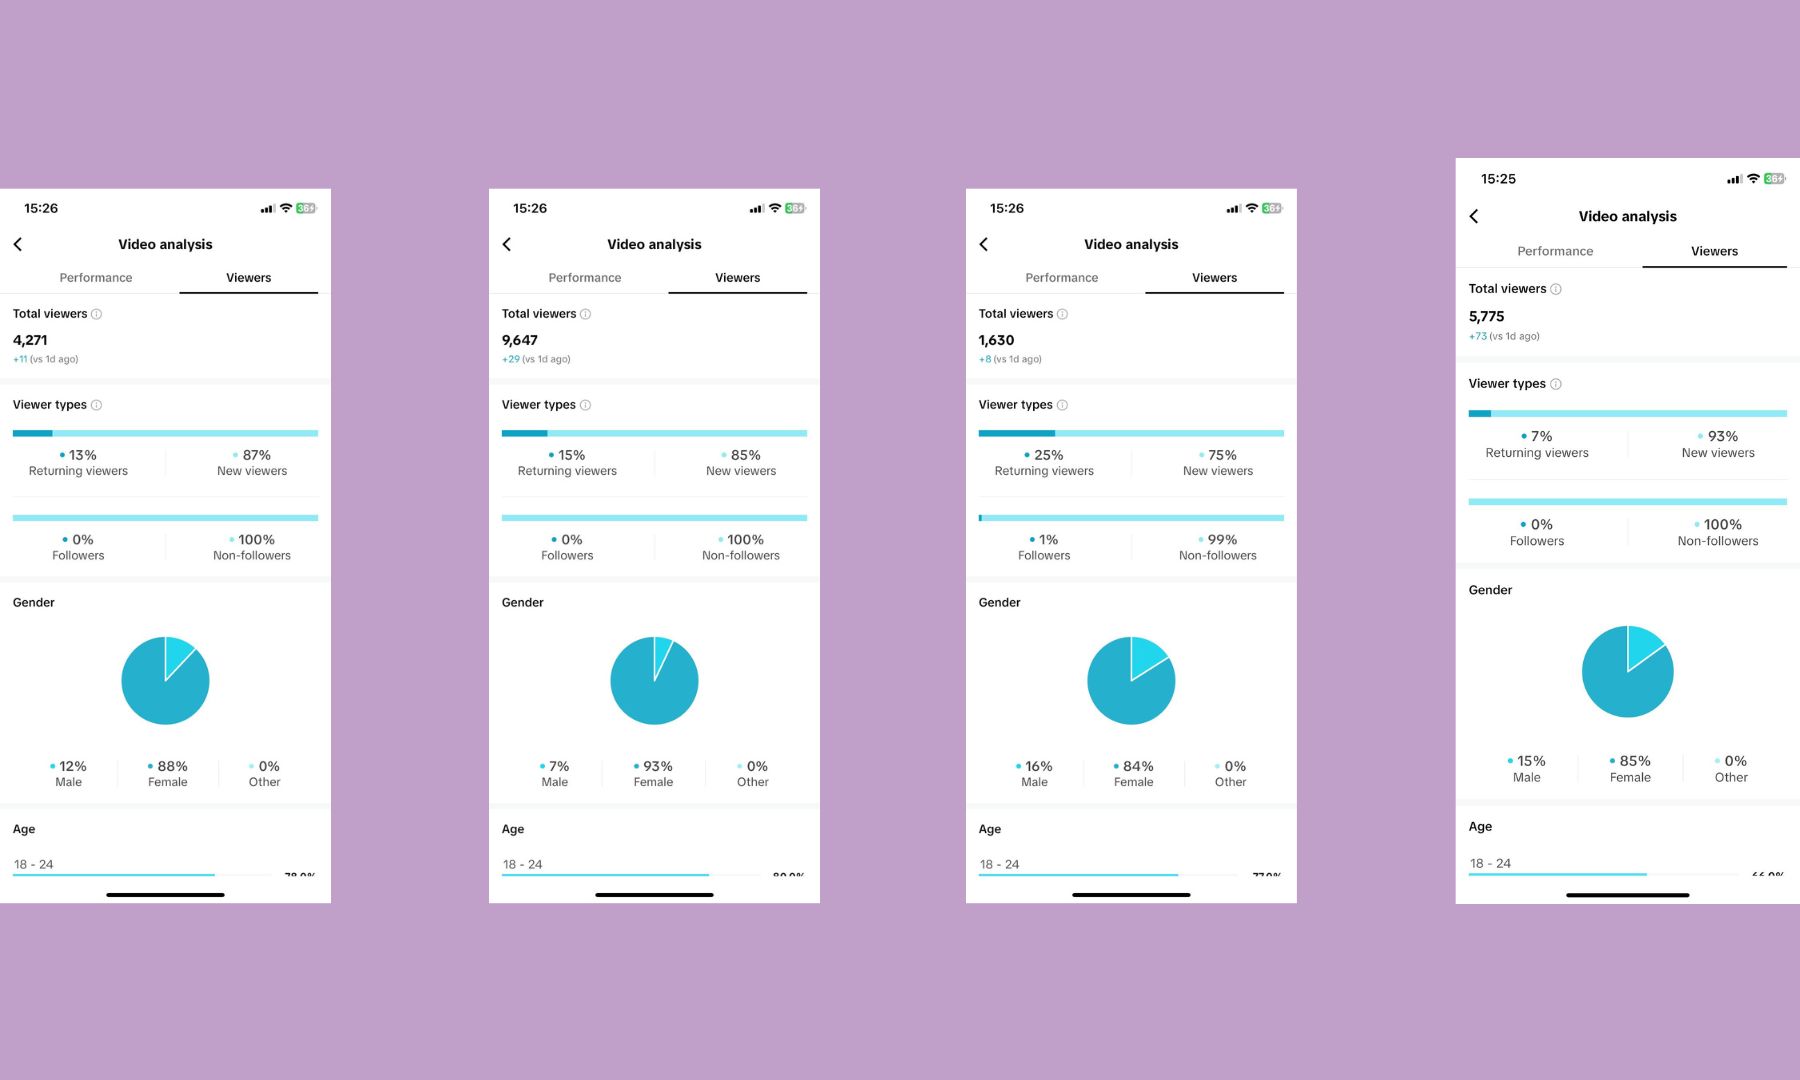 15:26
36
Video analysis
Performance Viewers
Total viewers
4,271
+11 (vs 1d ago)
Viewer types
13% 87%
Returning viewers New viewers
0% 100%
Followers Non-followers
Gender
12% 88% 0%
Male Female Other
Age
18 - 24
15:26
36
Video analysis
Performance Viewers
Total viewers
9,647
+29 (vs 1d ago)
Viewer types
15% 85%
Returning viewers New viewers
0% 100%
Followers Non-followers
Gender
7% 93% 0%
Male Female Other
Age
18 - 24
15:26
36
Video analysis
Performance Viewers
Total viewers
1,630
+8 (vs 1d ago)
Viewer types
25% 75%
Returning viewers New viewers
1% 99%
Followers Non-followers
Gender
16% 84% 0%
Male Female Other
Age
18 - 24
15:25
36
Video analysis
Performance Viewers
Total viewers
5,775
+73 (vs 1d ago)
Viewer types
7% 93%
Returning viewers New viewers
0% 100%
Followers Non-followers
Gender
15% 85% 0%
Male Female Other
Age
18 - 24